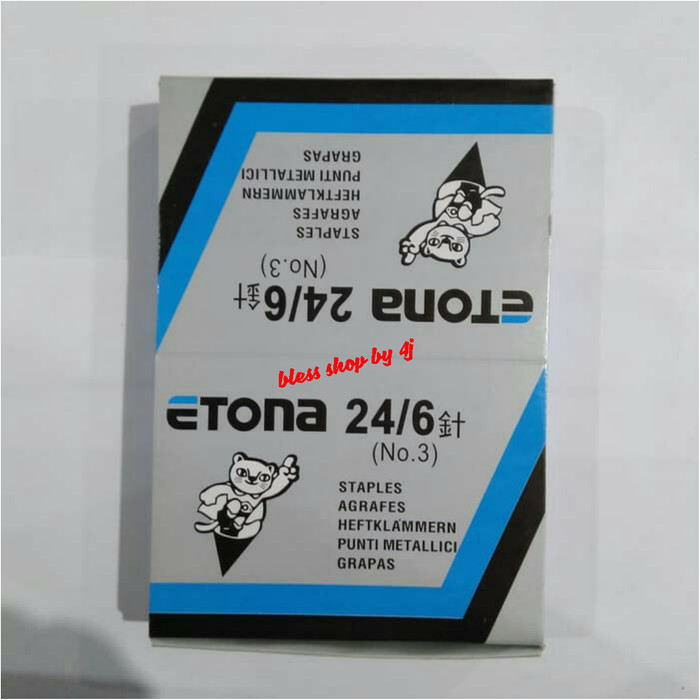 GRAPAS
PUNTI METALLICI
HEFTKLAMMERN
AGRAFES
STAPLES
(No.3)
ETONA 24/6針
bless shop by 4j
ETONA 24/6針
(No.3)
STAPLES
AGRAFES
HEFTKLAMMERN
PUNTI METALLICI
GRAPAS